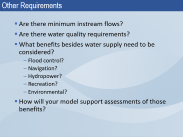 Other Requirements
• Are there minimum instream flows?
• Are there water quality requirements?
• What benefits besides water supply need to be
considered?
– Flood control?
– Navigation?
– Hydropower?
– Recreation?
– Environmental?
• How will your model support assessments of those
benefits?